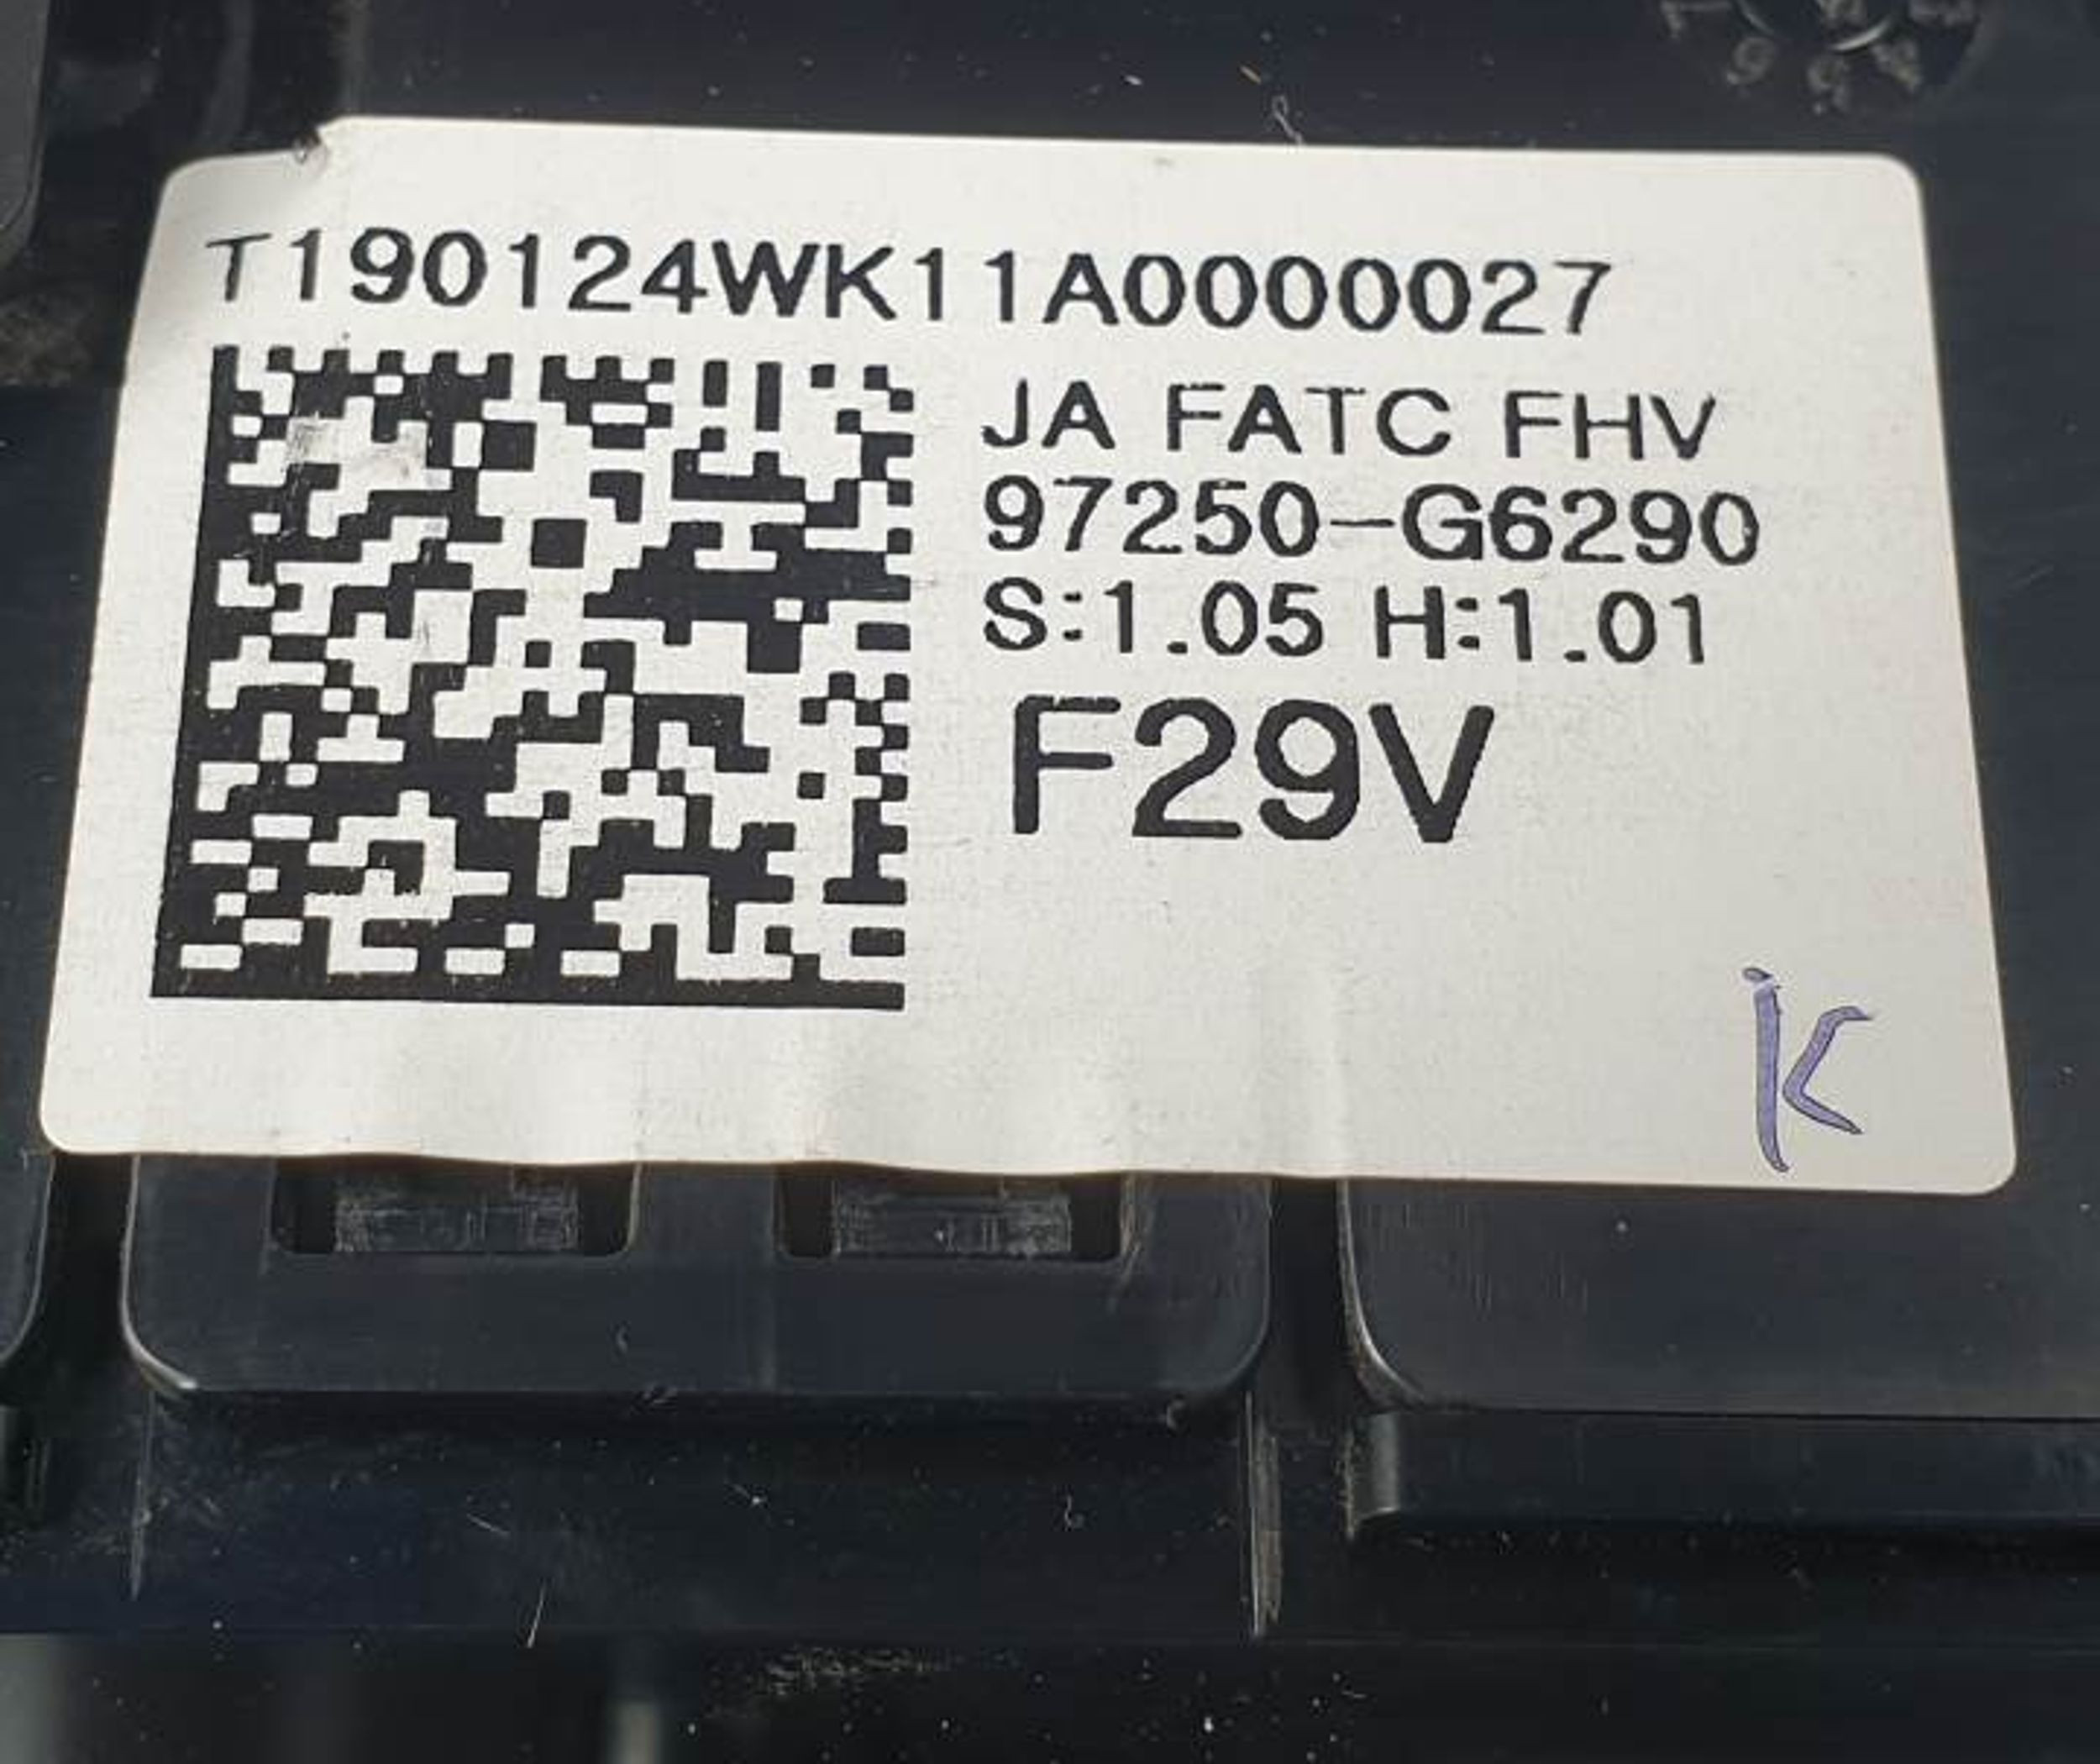 T190124WK11A0000027
JA FATC FHV
97250-G6290
S:1.05 H:1.01
F29V
K